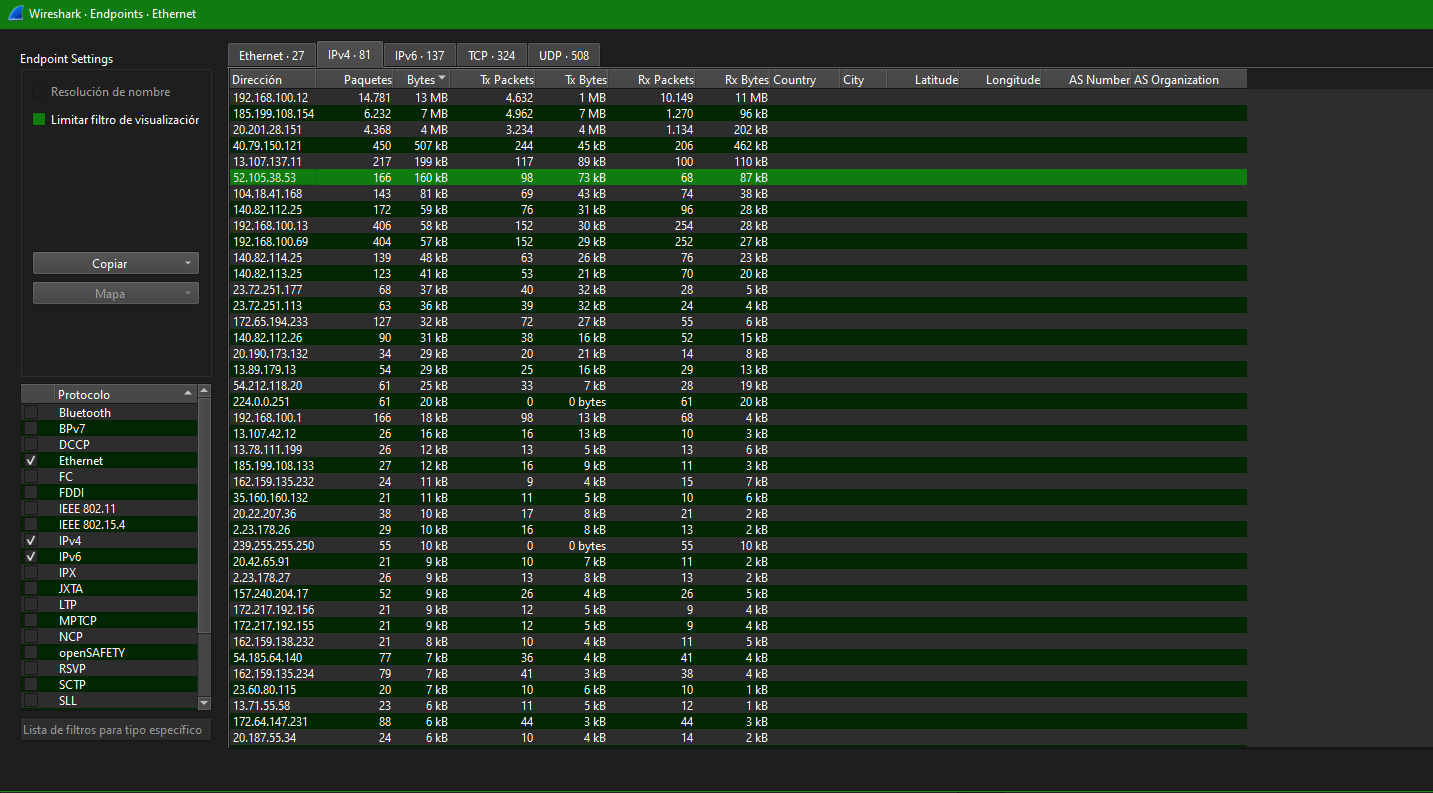 Wireshark · Endpoints · Ethernet
Endpoint Settings
Resolución de nombre
Limitar filtro de visualizaciór
Copiar
Mapa
Protocolo
Bluetooth
BPv7
DCCP
Ethernet
FC
FDDI
IEEE 802.11
IEEE 802.15.4
IPv4
IPv6
IPX
JXTA
LTP
MPTCP
NCP
openSAFETY
RSVP
SCTP
SLL
Lista de filtros para tipo específico
Ethernet · 27 IPv4 · 81 IPv6 · 137 TCP · 324 UDP · 508
Dirección Paquetes Bytes Tx Packets Tx Bytes Rx Packets Rx Bytes Country City Latitude Longitude AS Number AS Organization
192.168.100.12 14.781 13 MB 4.632 1 MB 10.149 11 MB
185.199.108.154 6.232 7 MB 4.962 7 MB 1.270 96 kB
20.201.28.151 4.368 4 MB 3.234 4 MB 1.134 202 kB
40.79.150.121 450 507 kB 244 45 kB 206 462 kB
13.107.137.11 217 199 kB 117 89 kB 100 110 kB
52.105.38.53 166 160 kB 98 73 kB 68 87 kB
104.18.41.168 143 81 kB 69 43 kB 74 38 kB
140.82.112.25 172 59 kB 76 31 kB 96 28 kB
192.168.100.13 406 58 kB 152 30 kB 254 28 kB
192.168.100.69 404 57 kB 152 29 kB 252 27 kB
140.82.114.25 139 48 kB 63 26 kB 76 23 kB
140.82.113.25 123 41 kB 53 21 kB 70 20 kB
23.72.251.177 68 37 kB 40 32 kB 28 5 kB
23.72.251.113 63 36 kB 39 32 kB 24 4 kB
172.65.194.233 127 32 kB 72 27 kB 55 6 kB
140.82.112.26 90 31 kB 38 16 kB 52 15 kB
20.190.173.132 34 29 kB 20 21 kB 14 8 kB
13.89.179.13 54 29 kB 25 16 kB 29 13 kB
54.212.118.20 61 25 kB 33 7 kB 28 19 kB
224.0.0.251 61 20 kB 0 0 bytes 61 20 kB
192.168.100.1 166 18 kB 98 13 kB 68 4 kB
13.107.42.12 26 16 kB 16 13 kB 10 3 kB
13.78.111.199 26 12 kB 13 5 kB 13 6 kB
185.199.108.133 27 12 kB 16 9 kB 11 3 kB
162.159.135.232 24 11 kB 9 4 kB 15 7 kB
35.160.160.132 21 11 kB 11 5 kB 10 6 kB
20.22.207.36 38 10 kB 17 8 kB 21 2 kB
2.23.178.26 29 10 kB 16 8 kB 13 2 kB
239.255.255.250 55 10 kB 0 0 bytes 55 10 kB
20.42.65.91 21 9 kB 10 7 kB 11 2 kB
2.23.178.27 26 9 kB 13 8 kB 13 2 kB
157.240.204.17 52 9 kB 26 4 kB 26 5 kB
172.217.192.156 21 9 kB 12 5 kB 9 4 kB
172.217.192.155 21 9 kB 12 5 kB 9 4 kB
162.159.138.232 21 8 kB 10 4 kB 11 5 kB
54.185.64.140 77 7 kB 36 4 kB 41 4 kB
162.159.135.234 79 7 kB 41 3 kB 38 4 kB
23.60.80.115 20 7 kB 10 6 kB 10 1 kB
13.71.55.58 23 6 kB 11 5 kB 12 1 kB
172.64.147.231 88 6 kB 44 3 kB 44 3 kB
20.187.55.34 24 6 kB 10 4 kB 14 2 kB